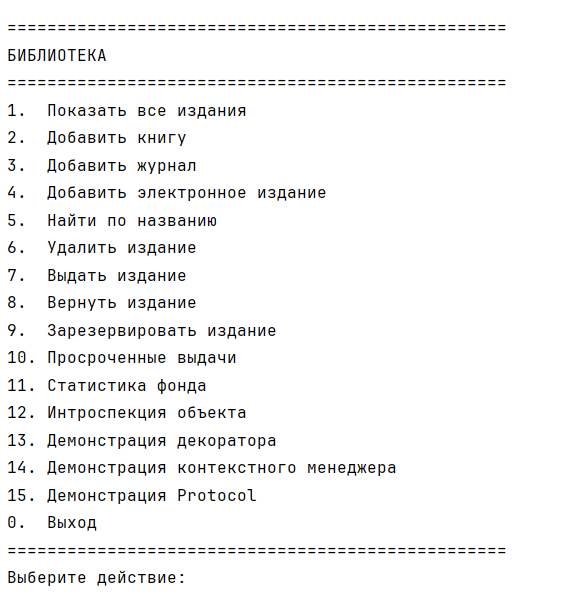 ==================================================
БИБЛИОТЕКА
==================================================
1.  Показать все издания
2.  Добавить книгу
3.  Добавить журнал
4.  Добавить электронное издание
5.  Найти по названию
6.  Удалить издание
7.  Выдать издание
8.  Вернуть издание
9.  Зарезервировать издание
10. Просроченные выдачи
11. Статистика фонда
12. Интроспекция объекта
13. Демонстрация декоратора
14. Демонстрация контекстного менеджера
15. Демонстрация Protocol
0.  Выход
==================================================
Выберите действие: